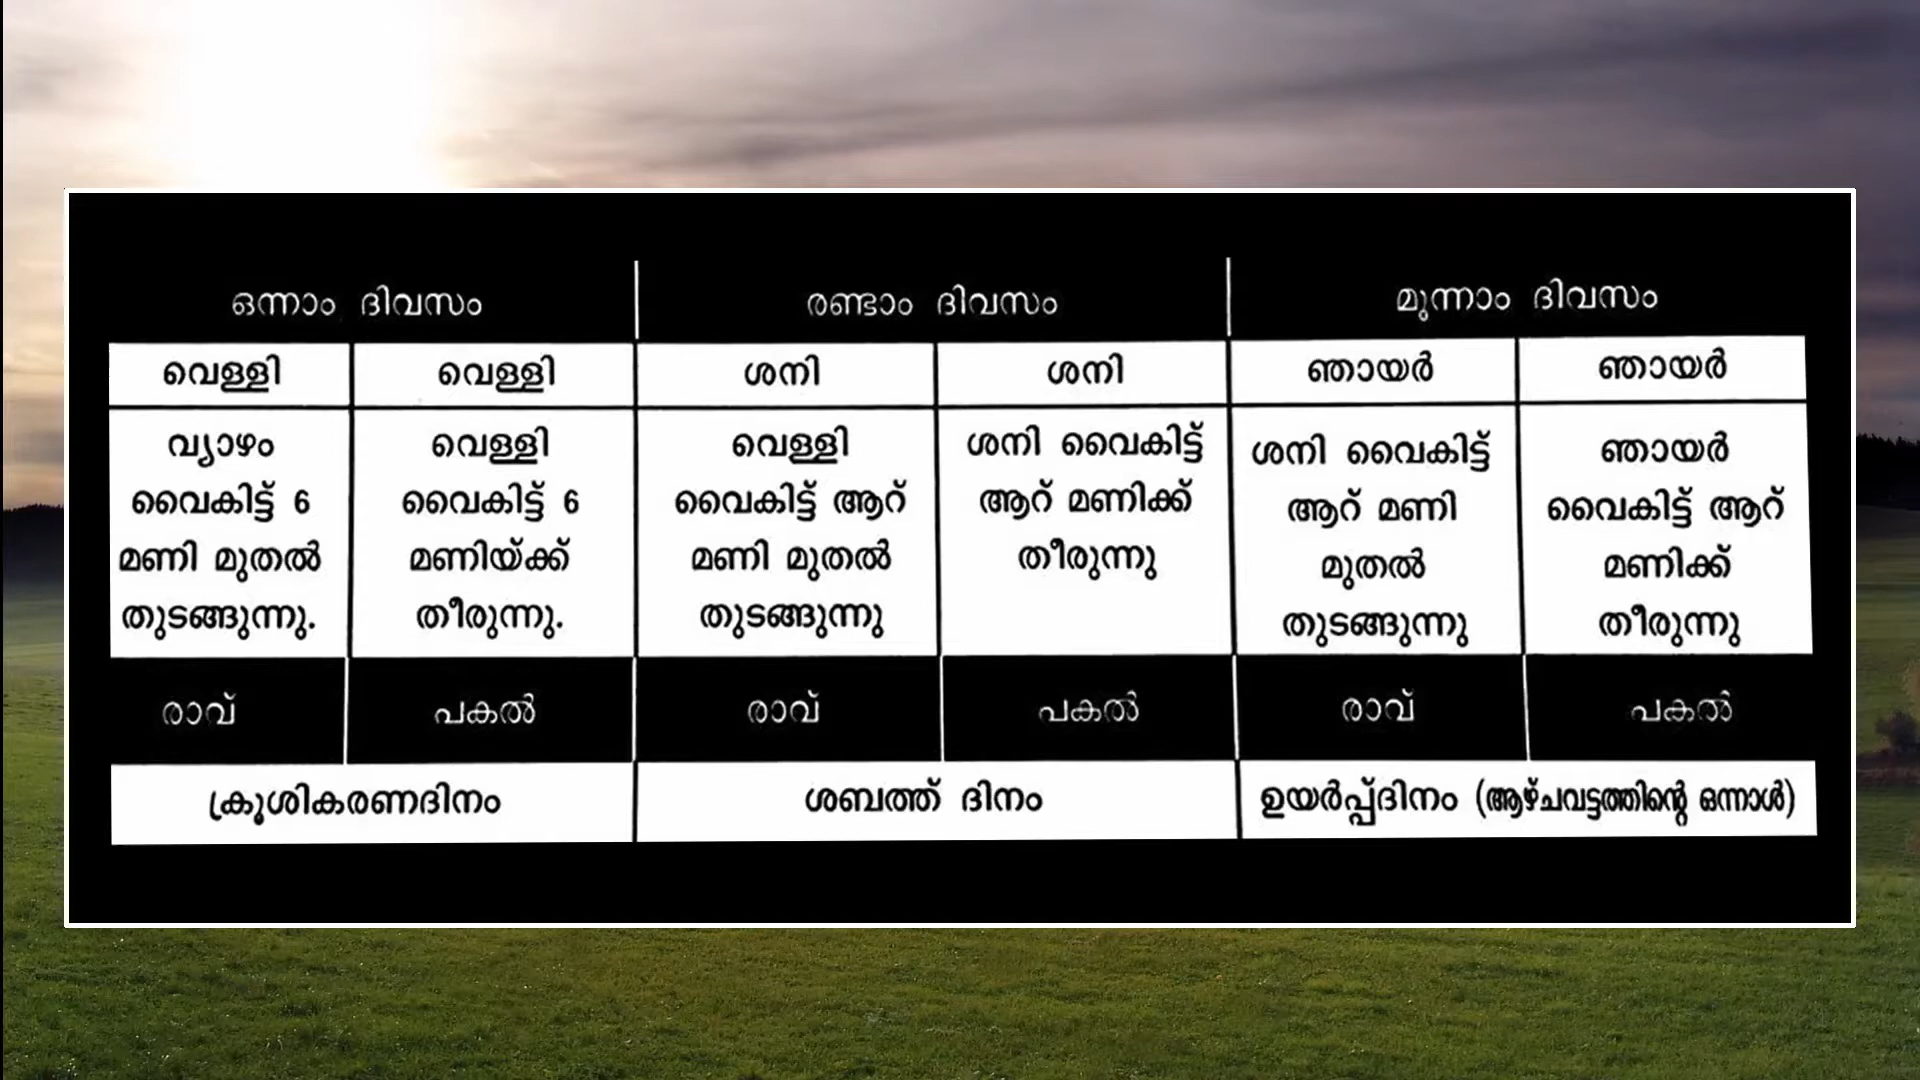 ഒന്നാം ദിവസം
രണ്ടാം ദിവസം
മൂന്നാം ദിവസം
വെള്ളി
വെള്ളി
ശനി
ശനി
ഞായർ
ഞായർ
വ്യാഴം
വൈകിട്ട് 6
മണി മുതൽ
തുടങ്ങുന്നു.
വെള്ളി
വൈകിട്ട് 6
മണിയ്ക്ക്
തീരുന്നു.
വെള്ളി
വൈകിട്ട് ആറ്
മണി മുതൽ
തുടങ്ങുന്നു
ശനി വൈകിട്ട്
ആറ് മണിക്ക്
തീരുന്നു
ശനി വൈകിട്ട്
ആറ് മണി
മുതൽ
തുടങ്ങുന്നു
ഞായർ
വൈകിട്ട് ആറ്
മണിക്ക്
തീരുന്നു
രാവ്
പകൽ
രാവ്
പകൽ
രാവ്
പകൽ
ക്രൂശികരണദിനം
ശബത്ത് ദിനം
ഉയർപ്പ്ദിനം (ആഴ്ചവട്ടത്തിന്റെ ഒന്നാൾ)